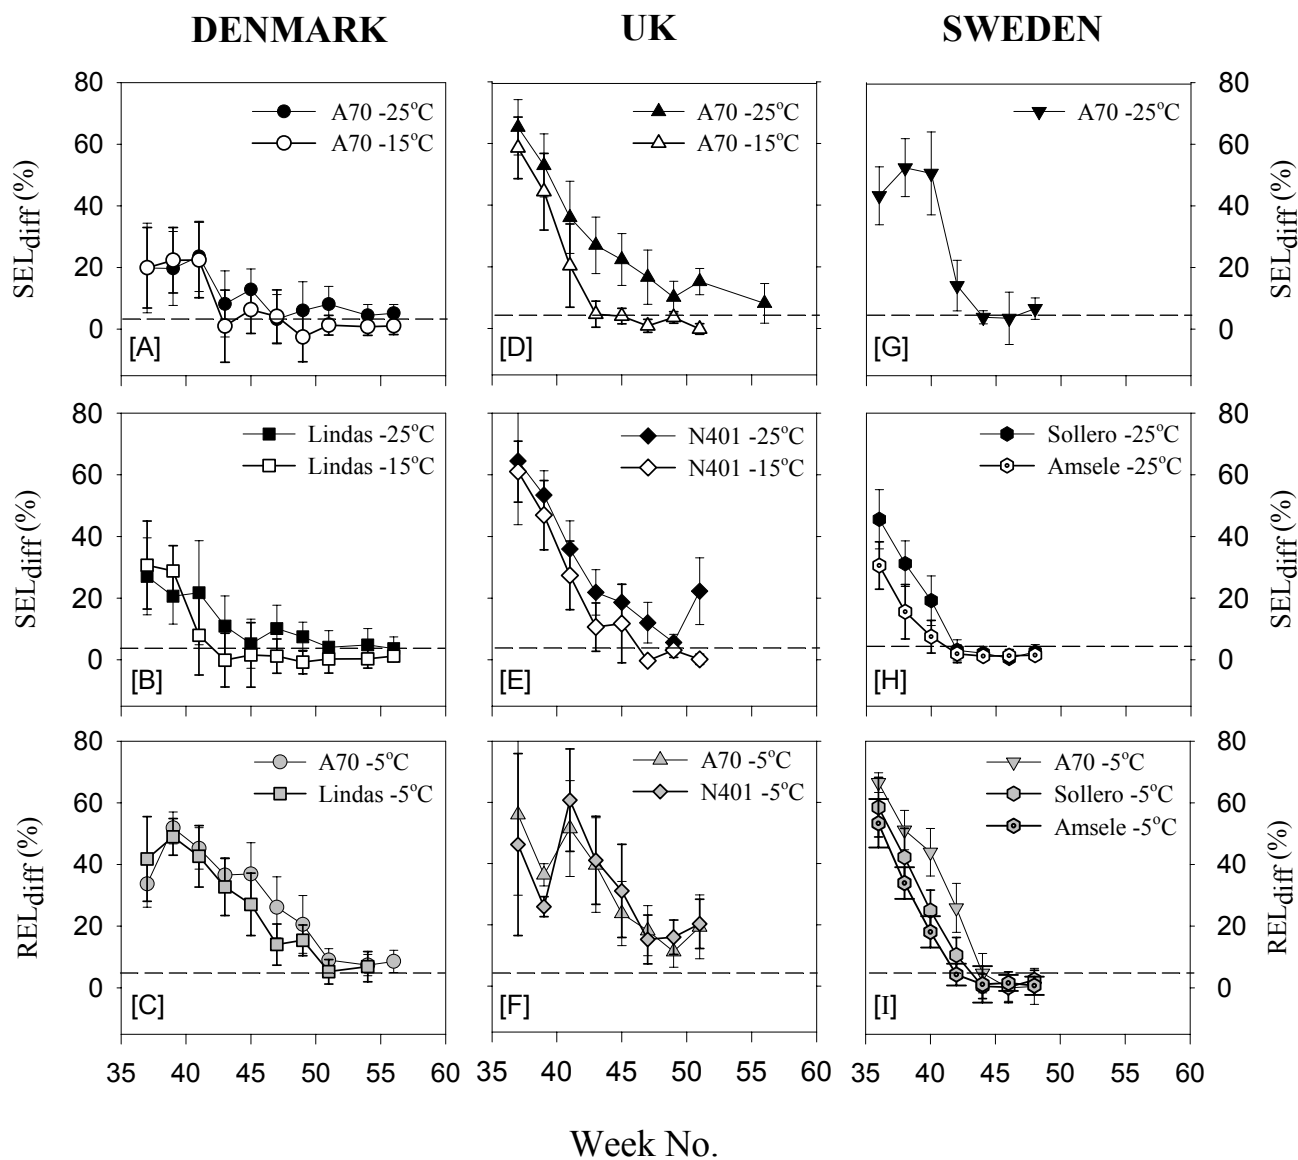 DENMARK UK SWEDEN
80 A70 -25°C A70 -25°C A70 -25°C 80
A70 -15°C A70 -15°C
60 60
SELdiff (%) SELdiff (%)
40 40
20 20
0 0
[A] [D] [G]
80 Lindas -25°C N401 -25°C Sollero -25°C 80
Lindas -15°C N401 -15°C Amsele -25°C
60 60
SELdiff (%) SELdiff (%)
40 40
20 20
0 0
[B] [E] [H]
80 A70 -5°C A70 -5°C A70 -5°C 80
Lindas -5°C N401 -5°C Sollero -5°C
60 Amsele -5°C 60
RELdiff (%) RELdiff (%)
40 40
20 20
0 0
[C] [F] [I]
35 40 45 50 55 60 35 40 45 50 55 60 35 40 45 50 55 60
Week No.